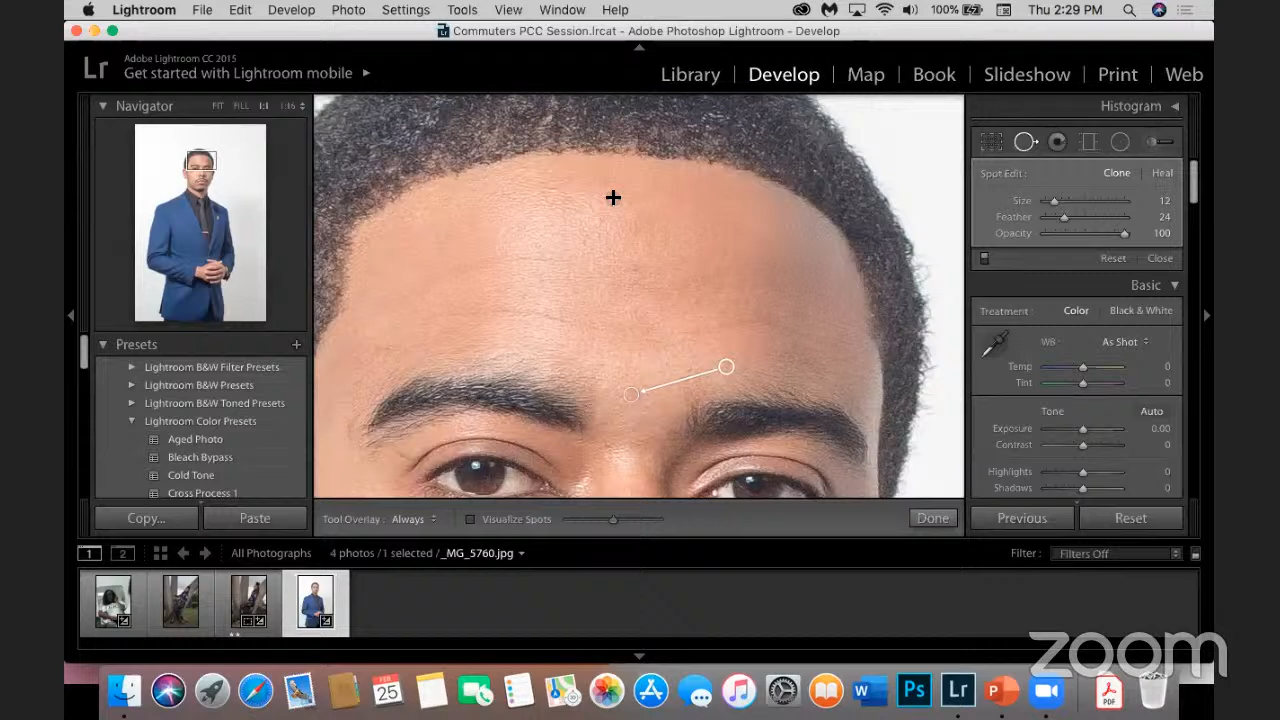 Lightroom File Edit Develop Photo Settings Tools View Window Help 100% Thu 2:29 PM
Lr Commuters PCC Session.lrcat - Adobe Photoshop Lightroom - Develop
Lr Adobe Lightroom CC 2015
Get started with Lightroom mobile
Library Develop Map Book Slideshow Print Web
Navigator FIT FILL 1:1 1:16
Histogram
Spot Edit : Clone Heal
Size 12
Feather 24
Opacity 100
Reset Close
Basic
Treatment : Color Black & White
WB : As Shot
Temp 0
Tint 0
Tone Auto
Exposure 0.00
Contrast 0
Highlights 0
Shadows 0
Presets +
Lightroom B&W Filter Presets
Lightroom B&W Presets
Lightroom B&W Toned Presets
Lightroom Color Presets
Aged Photo
Bleach Bypass
Cold Tone
Cross Process 1
Copy... Paste
Tool Overlay : Always Visualize Spots Done
Previous Reset
1 2 All Photographs 4 photos / 1 selected / _MG_5760.jpg Filter : Filters Off
zoom
FEB
25
W Ps Lr P PDF